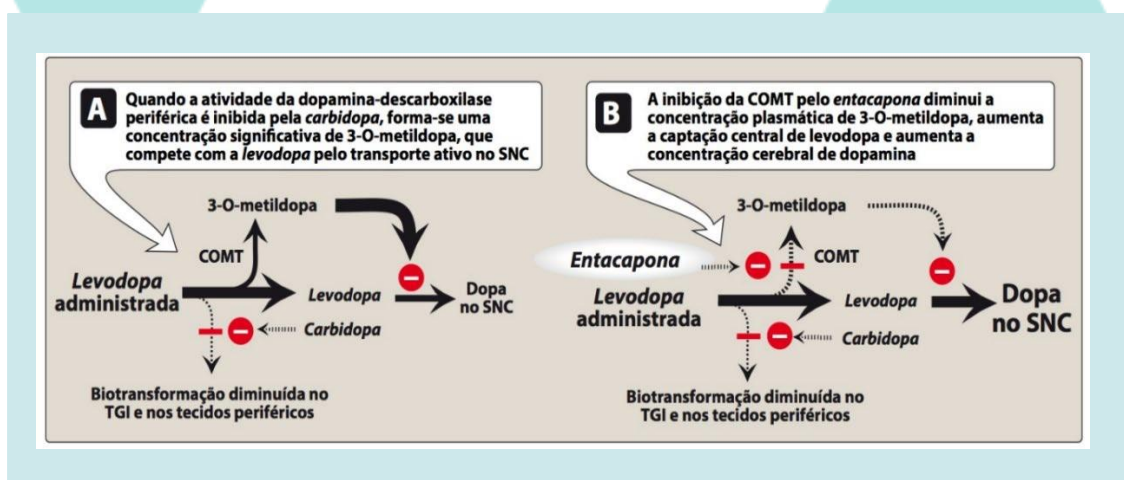 A
Quando a atividade da dopamina-descarboxilase
periférica é inibida pela carbidopa, forma-se uma
concentração significativa de 3-O-metildopa, que
compete com a levodopa pelo transporte ativo no SNC
3-O-metildopa
COMT
Levodopa
administrada
Levodopa
Dopa
no SNC
Carbidopa
Biotransformação diminuída no
TGI e nos tecidos periféricos
B
A inibição da COMT pelo entacapona diminui a
concentração plasmática de 3-O-metildopa, aumenta
a captação central de levodopa e aumenta a
concentração cerebral de dopamina
3-O-metildopa
Entacapona
COMT
Levodopa
administrada
Levodopa
Dopa
no SNC
Carbidopa
Biotransformação diminuída no
TGI e nos tecidos periféricos